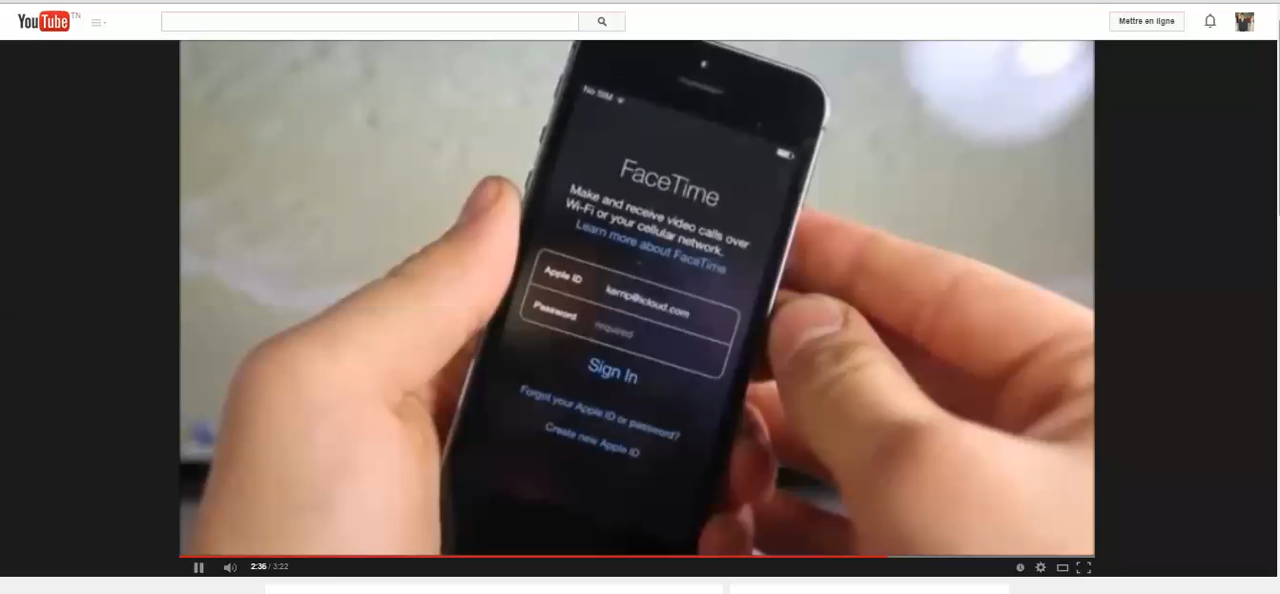 YouTube TN
Mettre en ligne
No SIM
FaceTime
Make and receive video calls over
Wi-Fi or your cellular network.
Learn more about FaceTime
Apple ID
Password required
Sign In
Forgot your Apple ID or password?
Create new Apple ID
2:36 / 3:22